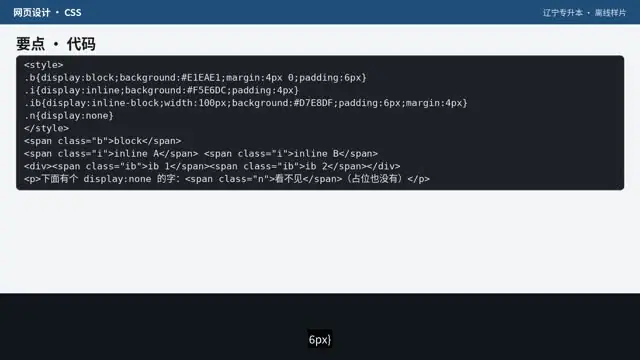 网页设计 • CSS
辽宁专升本 • 离线样片
要点 • 代码
<style>
.b{display:block;background:#E1EAE1;margin:4px 0;padding:6px}
.i{display:inline;background:#F5E6DC;padding:4px}
.ib{display:inline-block;width:100px;background:#D7E8DF;padding:6px;margin:4px}
.n{display:none}
</style>
<span class="b">block</span>
<span class="i">inline A</span> <span class="i">inline B</span>
<div><span class="ib">ib 1</span><span class="ib">ib 2</span></div>
<p>下面有个 display:none 的字：<span class="n">看不见</span>（占位也没有）</p>
6px}